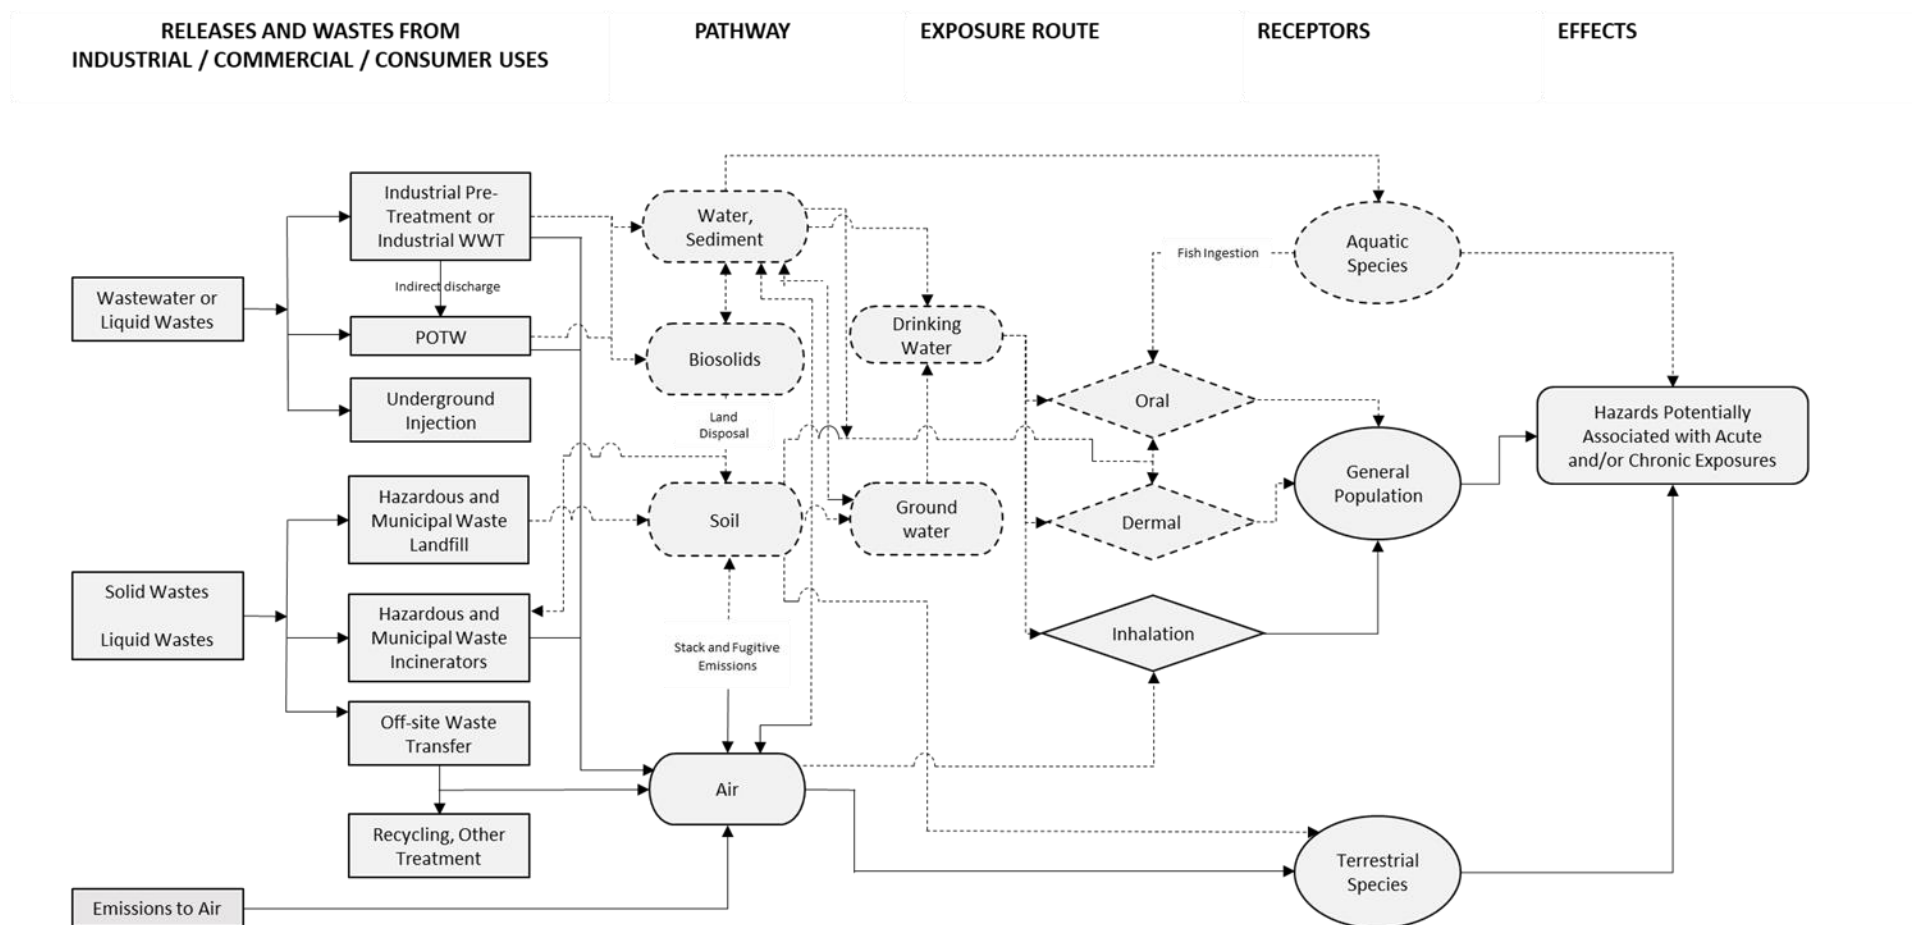 RELEASES AND WASTES FROM
INDUSTRIAL / COMMERCIAL / CONSUMER USES
PATHWAY
EXPOSURE ROUTE
RECEPTORS
EFFECTS
Wastewater or
Liquid Wastes
Industrial Pre-
Treatment or
Industrial WWT
Indirect discharge
POTW
Underground
Injection
Solid Wastes
Liquid Wastes
Hazardous and
Municipal Waste
Landfill
Hazardous and
Municipal Waste
Incinerators
Off-site Waste
Transfer
Recycling, Other
Treatment
Emissions to Air
Water,
Sediment
Biosolids
Land
Disposal
Soil
Stack and Fugitive
Emissions
Air
Drinking
Water
Ground
water
Fish Ingestion
Oral
Dermal
Inhalation
Aquatic
Species
General
Population
Terrestrial
Species
Hazards Potentially
Associated with Acute
and/or Chronic Exposures